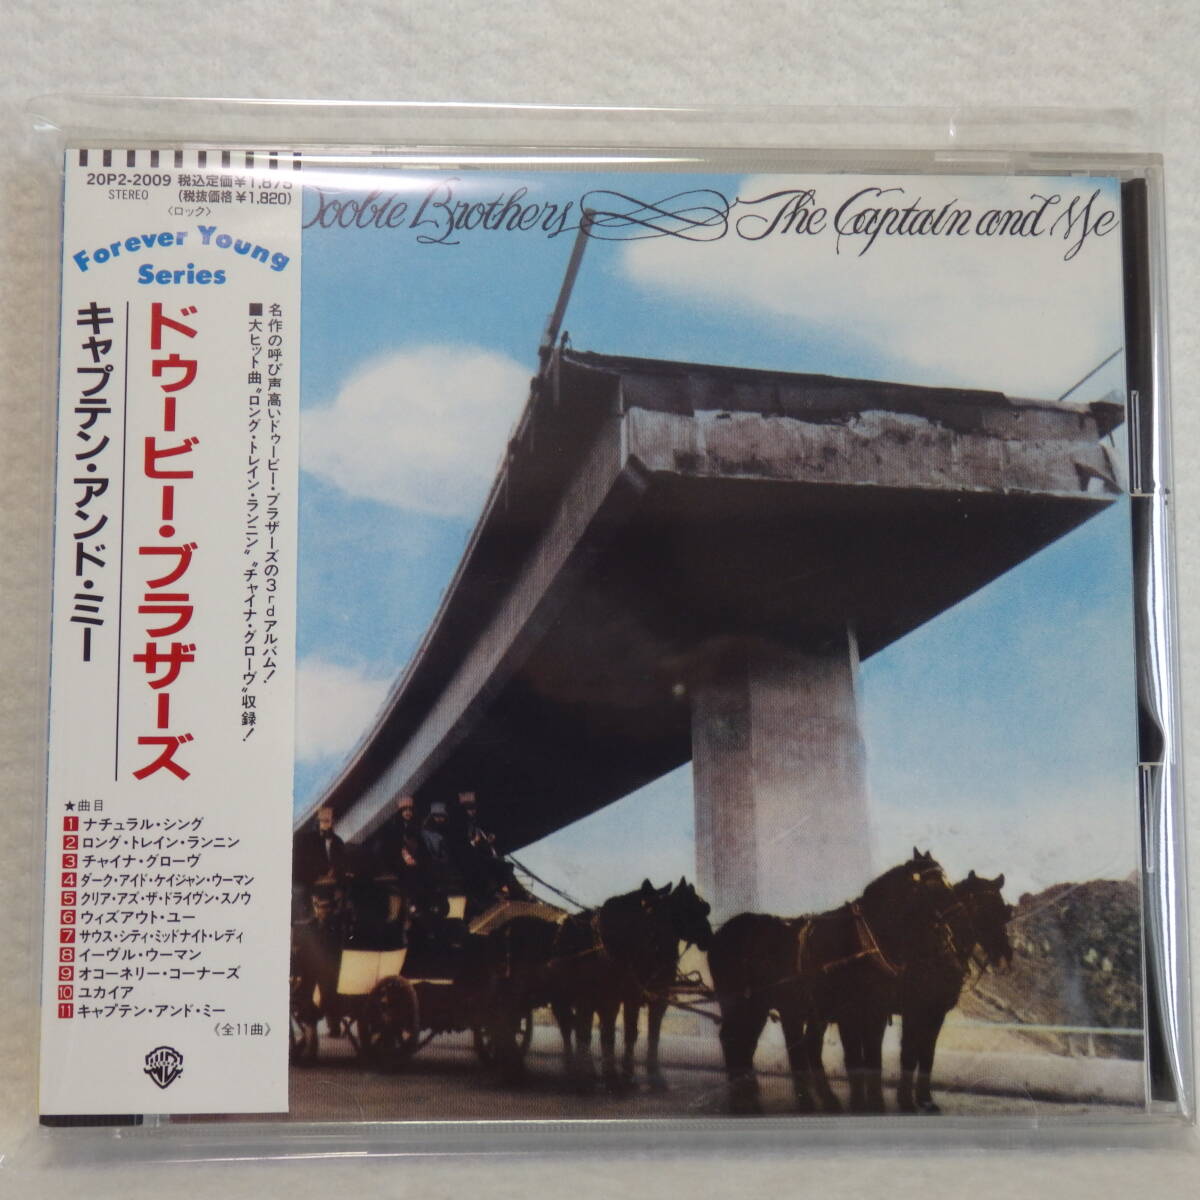 20P2-2009 税込定価¥1,875
STEREO (税抜価格¥1,820)
〈ロック〉
Forever Young
Series
ドゥービー・ブラザーズ
キャプテン・アンド・ミー
名作の呼び声高いドゥービー・ブラザーズの3rdアルバム!
■大ヒット曲〝ロング・トレイン・ランニン〟〝チャイナ・グローヴ〟収録!
★曲目
1 ナチュラル・シング
2 ロング・トレイン・ランニン
3 チャイナ・グローヴ
4 ダーク・アイド・ケイジャン・ウーマン
5 クリア・アズ・ザ・ドライヴン・スノウ
6 ウィズアウト・ユー
7 サウス・シティ・ミッドナイト・レディ
8 イーヴル・ウーマン
9 オコーネリー・コーナーズ
10 ユカイア
11 キャプテン・アンド・ミー
《全11曲》
Doobie Brothers The Captain and Me